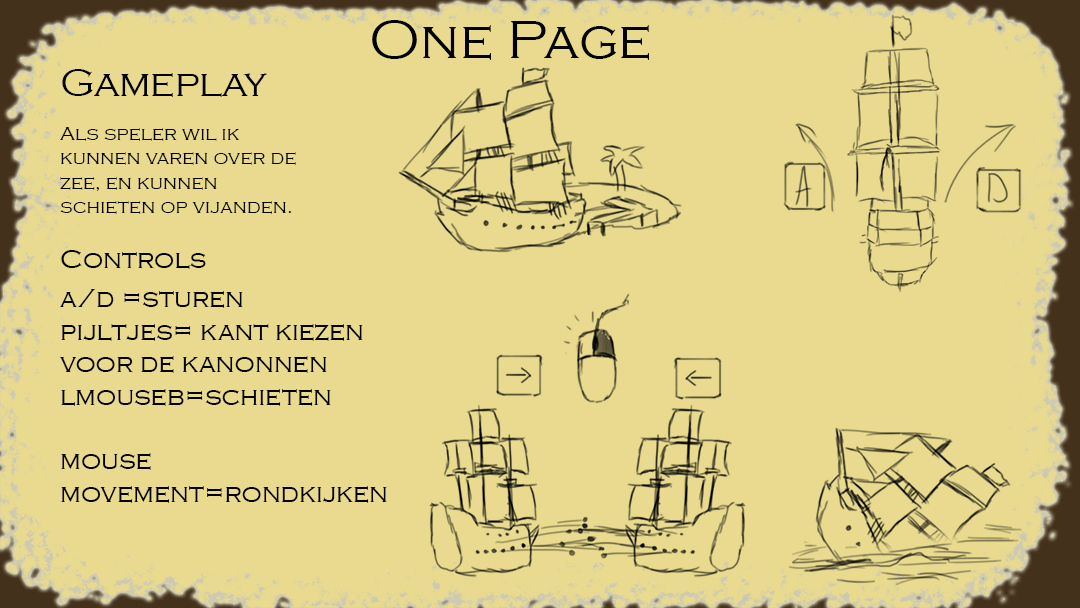 One Page
Gameplay
Als speler wil ik
kunnen varen over de
zee, en kunnen
schieten op vijanden.
Controls
A/D =sturen
pijltjes= kant kiezen
voor de kanonnen
lmouseb=schieten
mouse
movement=rondkijken
A
D